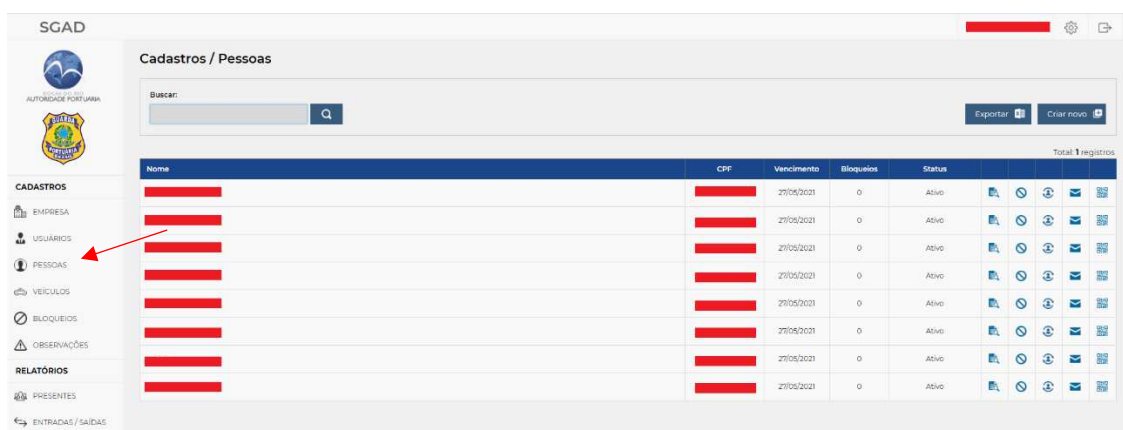 SGAD
Cadastros / Pessoas
AUTORIDADE PORTUÁRIA
GUARDA
PORTUÁRIA
Buscar:
Exportar
Criar novo
Total: 1 registros
Nome CPF Vencimento Bloqueios Status
27/05/2021 0 Ativo
27/05/2021 0 Ativo
27/05/2021 0 Ativo
27/05/2021 0 Ativo
27/05/2021 0 Ativo
27/05/2021 0 Ativo
27/05/2021 0 Ativo
27/05/2021 0 Ativo
CADASTROS
EMPRESA
USUÁRIOS
PESSOAS
VEÍCULOS
BLOQUEIOS
OBSERVAÇÕES
RELATÓRIOS
PRESENTES
ENTRADAS / SAÍDAS